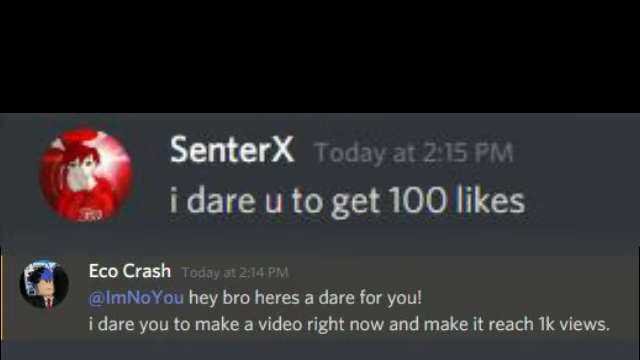 SenterX Today at 2:15 PM
i dare u to get 100 likes
Eco Crash Today at 2:14 PM
@ImNoYou hey bro heres a dare for you!
i dare you to make a video right now and make it reach 1k views.